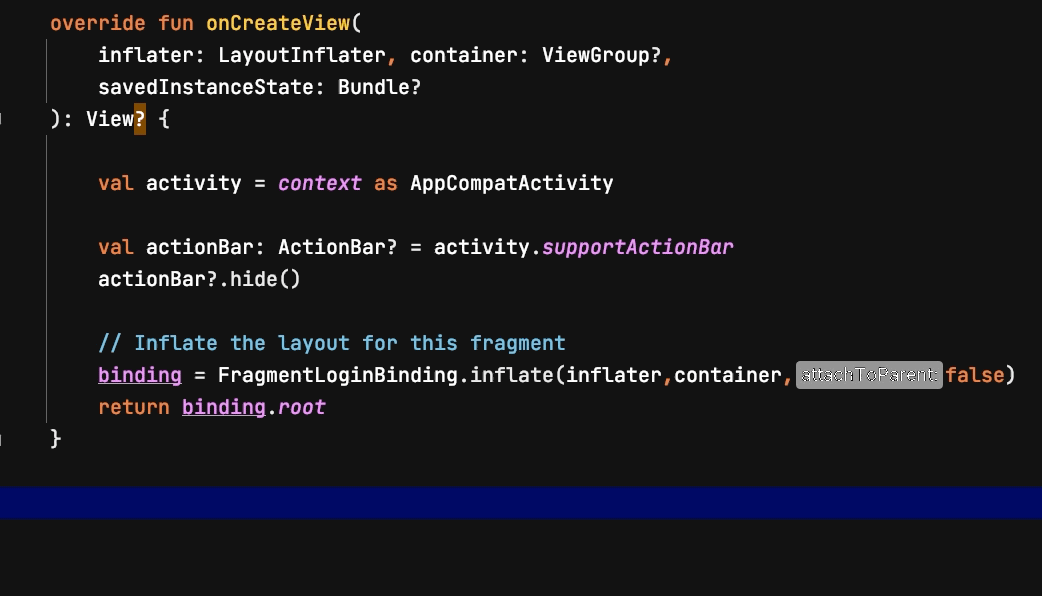 override fun onCreateView(
inflater: LayoutInflater, container: ViewGroup?,
savedInstanceState: Bundle?
): View? {
val activity = context as AppCompatActivity
val actionBar: ActionBar? = activity.supportActionBar
actionBar?.hide()
// Inflate the layout for this fragment
binding = FragmentLoginBinding.inflate(inflater,container, attachToParent: false)
return binding.root
}